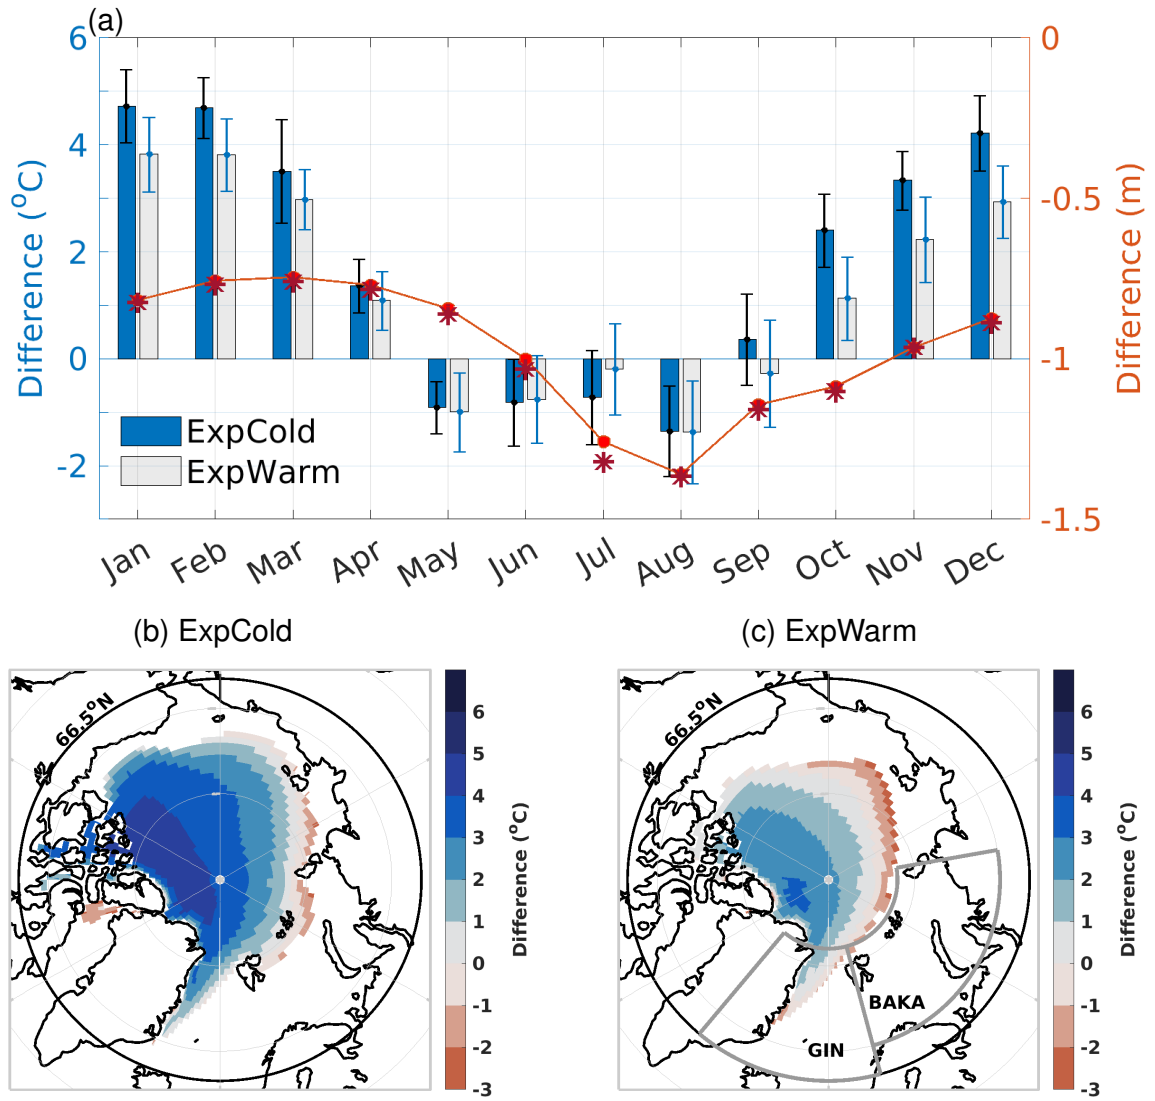 (a)
6
4
2
0
-2
Difference (°C)
0
-0.5
-1
-1.5
Difference (m)
ExpCold
ExpWarm
Jan Feb Mar Apr May Jun Jul Aug Sep Oct Nov Dec
(b) ExpCold
66.5°N
6
5
4
3
2
1
0
-1
-2
-3
Difference (°C)
(c) ExpWarm
66.5°N
BAKA
GIN
6
5
4
3
2
1
0
-1
-2
-3
Difference (°C)